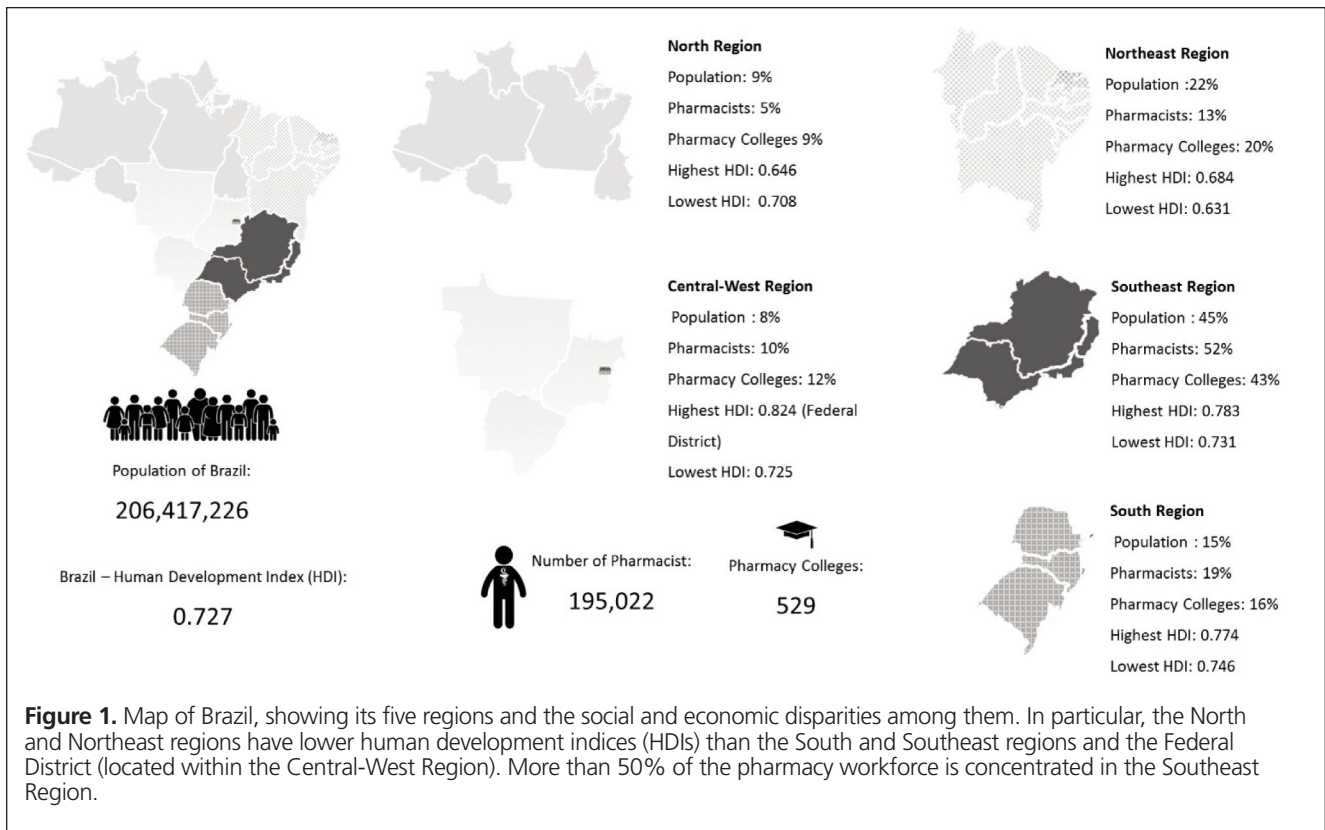 North Region
Population: 9%
Pharmacists: 5%
Pharmacy Colleges 9%
Highest HDI: 0.646
Lowest HDI:  0.708
Northeast Region
Population :22%
Pharmacists: 13%
Pharmacy Colleges: 20%
Highest HDI: 0.684
Lowest HDI: 0.631
Central-West Region
Population : 8%
Pharmacists: 10%
Pharmacy Colleges: 12%
Highest HDI: 0.824 (Federal
District)
Lowest HDI: 0.725
Southeast Region
Population : 45%
Pharmacists: 52%
Pharmacy Colleges: 43%
Highest HDI: 0.783
Lowest HDI: 0.731
South Region
Population : 15%
Pharmacists: 19%
Pharmacy Colleges: 16%
Highest HDI: 0.774
Lowest HDI: 0.746
Population of Brazil:
206,417,226
Brazil – Human Development Index (HDI):
0.727
Number of Pharmacist:
195,022
Pharmacy Colleges:
529
Figure 1. Map of Brazil, showing its five regions and the social and economic disparities among them. In particular, the North
and Northeast regions have lower human development indices (HDIs) than the South and Southeast regions and the Federal
District (located within the Central-West Region). More than 50% of the pharmacy workforce is concentrated in the Southeast
Region.